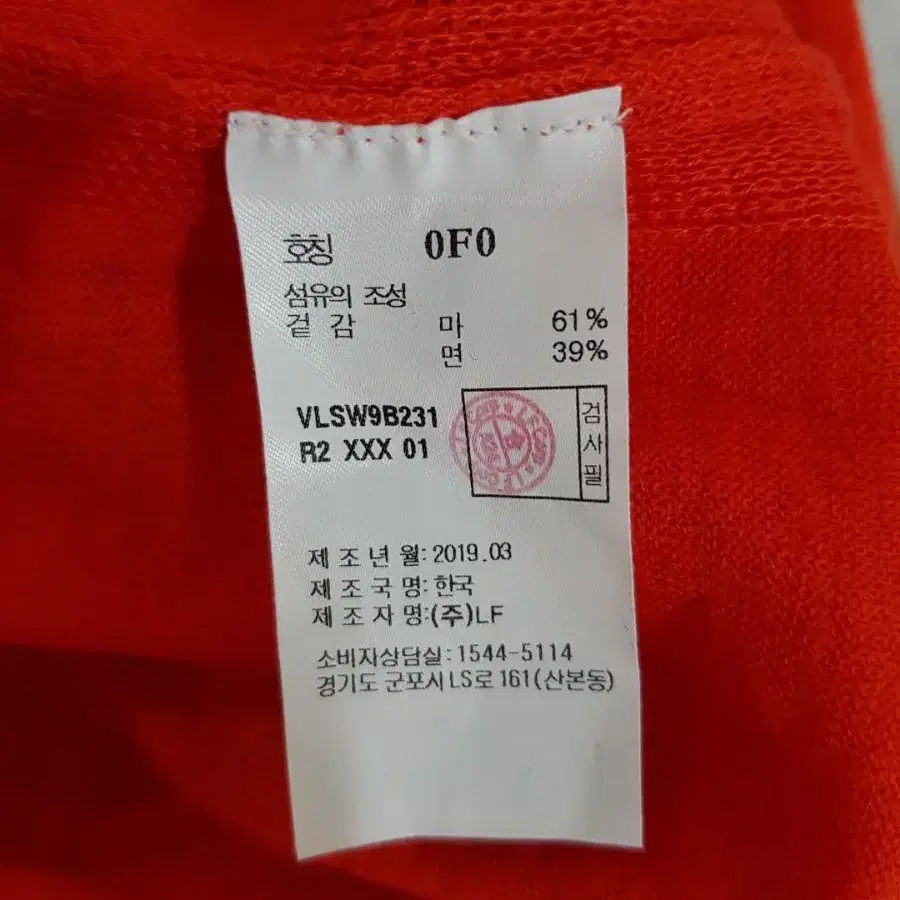 호칭 0F0
섬유의 조성
겉 감 마 61%
면 39%
VLSW9B231
R2 XXX 01
검사필
제 조 년 월: 2019.03
제 조 국 명: 한국
제 조 자 명:(주)LF
소비자상담실:1544-5114
경기도 군포시 LS로 161(산본동)